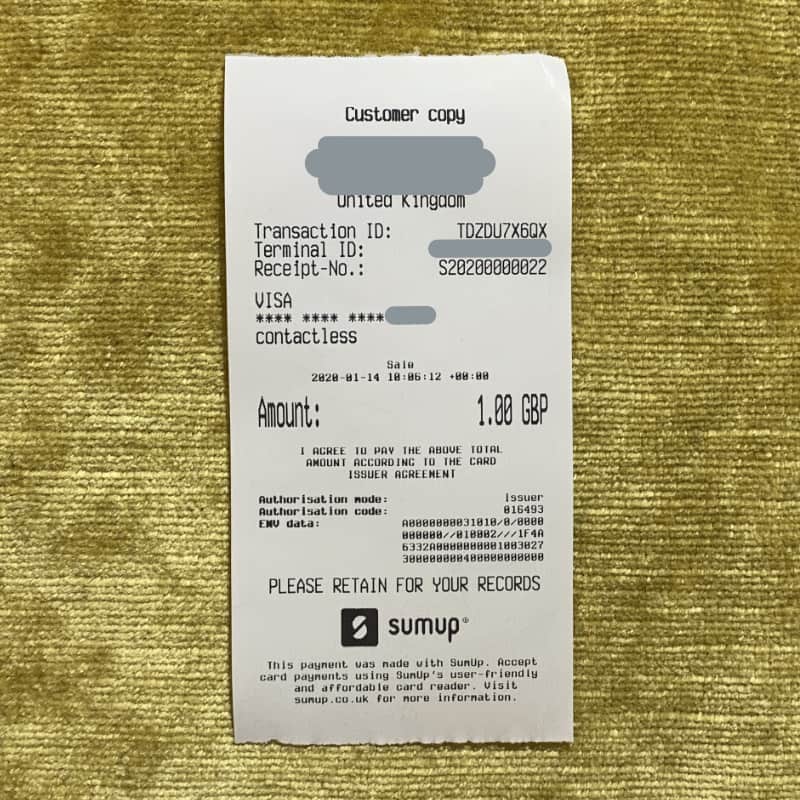 Customer copy
United Kingdom
Transaction ID: TDZDU7X6QX
Terminal ID:
Receipt-No.: S20200000022
VISA
**** **** ****
contactless
Sale
2020-01-14 10:06:12 +00:00
Amount: 1.00 GBP
I AGREE TO PAY THE ABOVE TOTAL
AMOUNT ACCORDING TO THE CARD
ISSUER AGREEMENT
Authorisation mode: Issuer
Authorisation code: 016493
EMV data: A0000000031010/0/0000
000000//010002///1F4A
6332A0000000001003027
30000000400000000000
PLEASE RETAIN FOR YOUR RECORDS
sumup®
This payment was made with SumUp. Accept
card payments using SumUp's user-friendly
and affordable card reader. Visit
sumup.co.uk for more information.